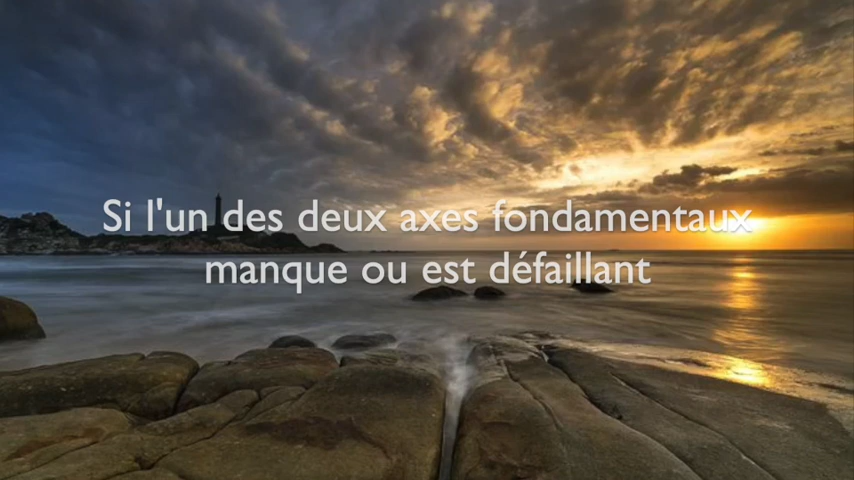 Si l'un des deux axes fondamentaux
manque ou est défaillant